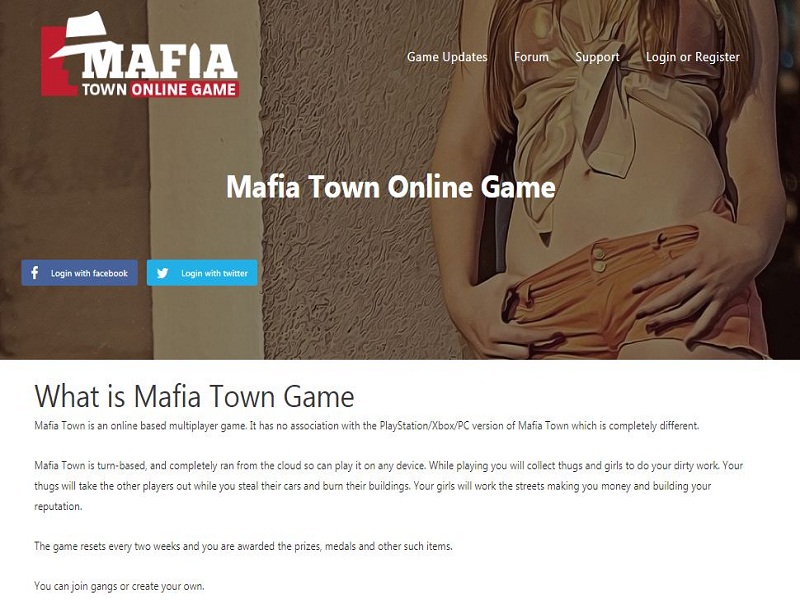 MAFIA
TOWN ONLINE GAME
Game Updates Forum Support Login or Register
Mafia Town Online Game
Login with facebook Login with twitter
What is Mafia Town Game
Mafia Town is an online based multiplayer game. It has no association with the PlayStation/Xbox/PC version of Mafia Town which is completely different.
Mafia Town is turn-based, and completely ran from the cloud so can play it on any device. While playing you will collect thugs and girls to do your dirty work. Your
thugs will take the other players out while you steal their cars and burn their buildings. Your girls will work the streets making you money and building your
reputation.
The game resets every two weeks and you are awarded the prizes, medals and other such items.
You can join gangs or create your own.